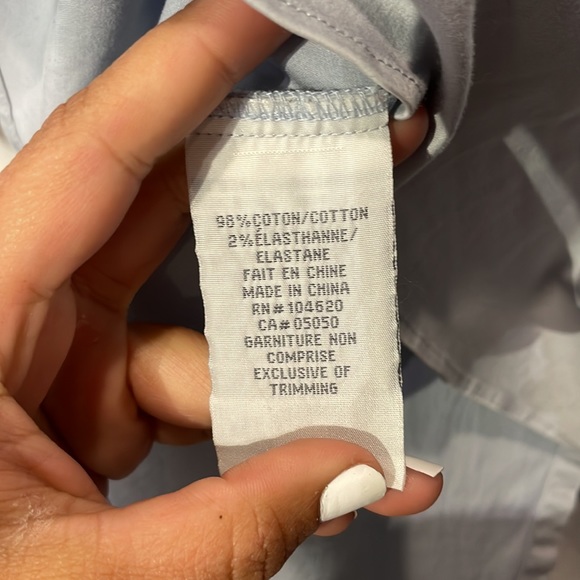 98%COTON/COTTON
2%ÉLASTHANNE/
ELASTANE
FAIT EN CHINE
MADE IN CHINA
RN#104620
CA#05050
GARNITURE NON
COMPRISE
EXCLUSIVE OF
TRIMMING